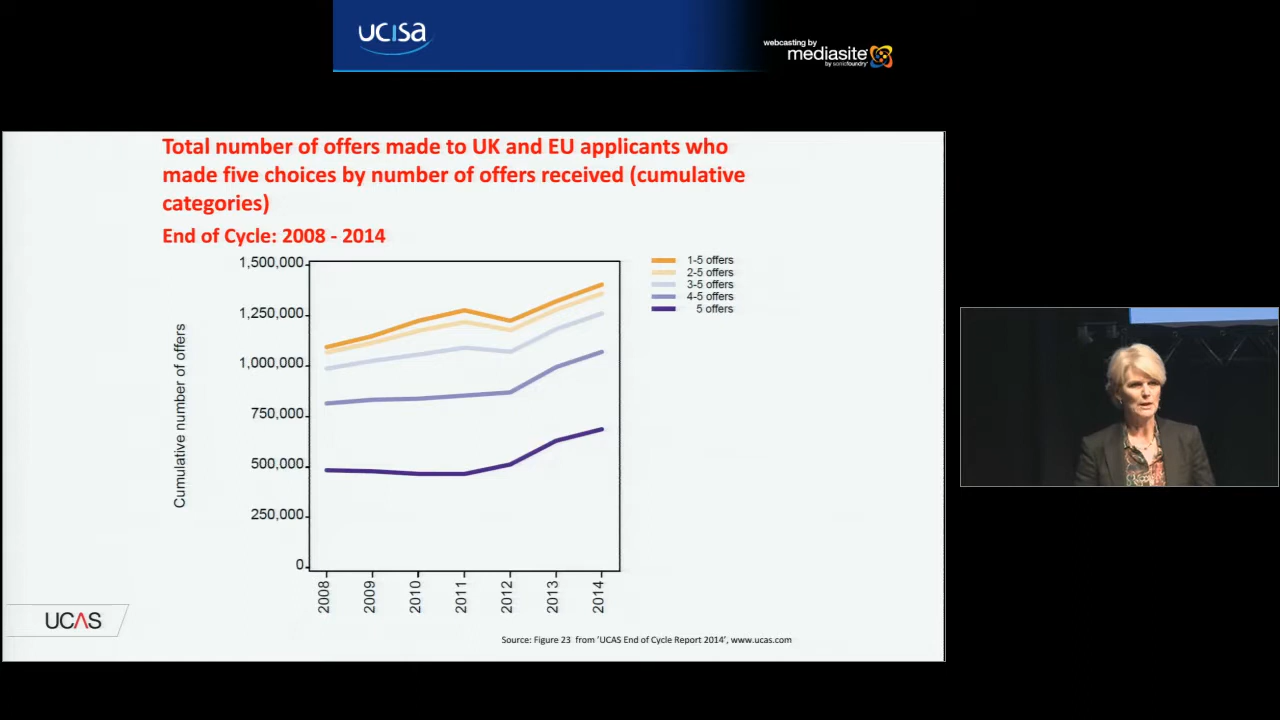 ucisa
webcasting by
mediasite
by sonicfoundry
Total number of offers made to UK and EU applicants who
made five choices by number of offers received (cumulative
categories)
End of Cycle: 2008 - 2014
Cumulative number of offers
1,500,000
1,250,000
1,000,000
750,000
500,000
250,000
0
2008
2009
2010
2011
2012
2013
2014
1-5 offers
2-5 offers
3-5 offers
4-5 offers
5 offers
UCAS
Source: Figure 23 from 'UCAS End of Cycle Report 2014', www.ucas.com